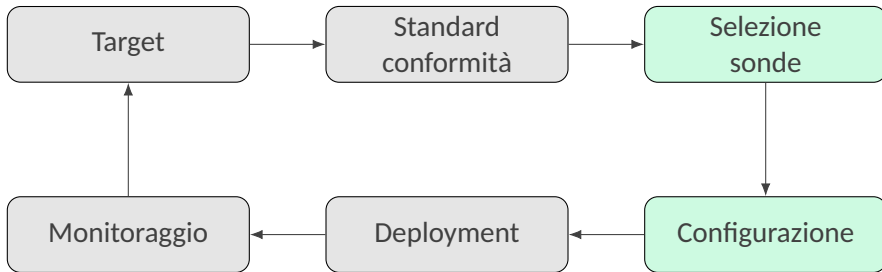 Target
Standard
conformità
Selezione
sonde
Monitoraggio
Deployment
Configurazione